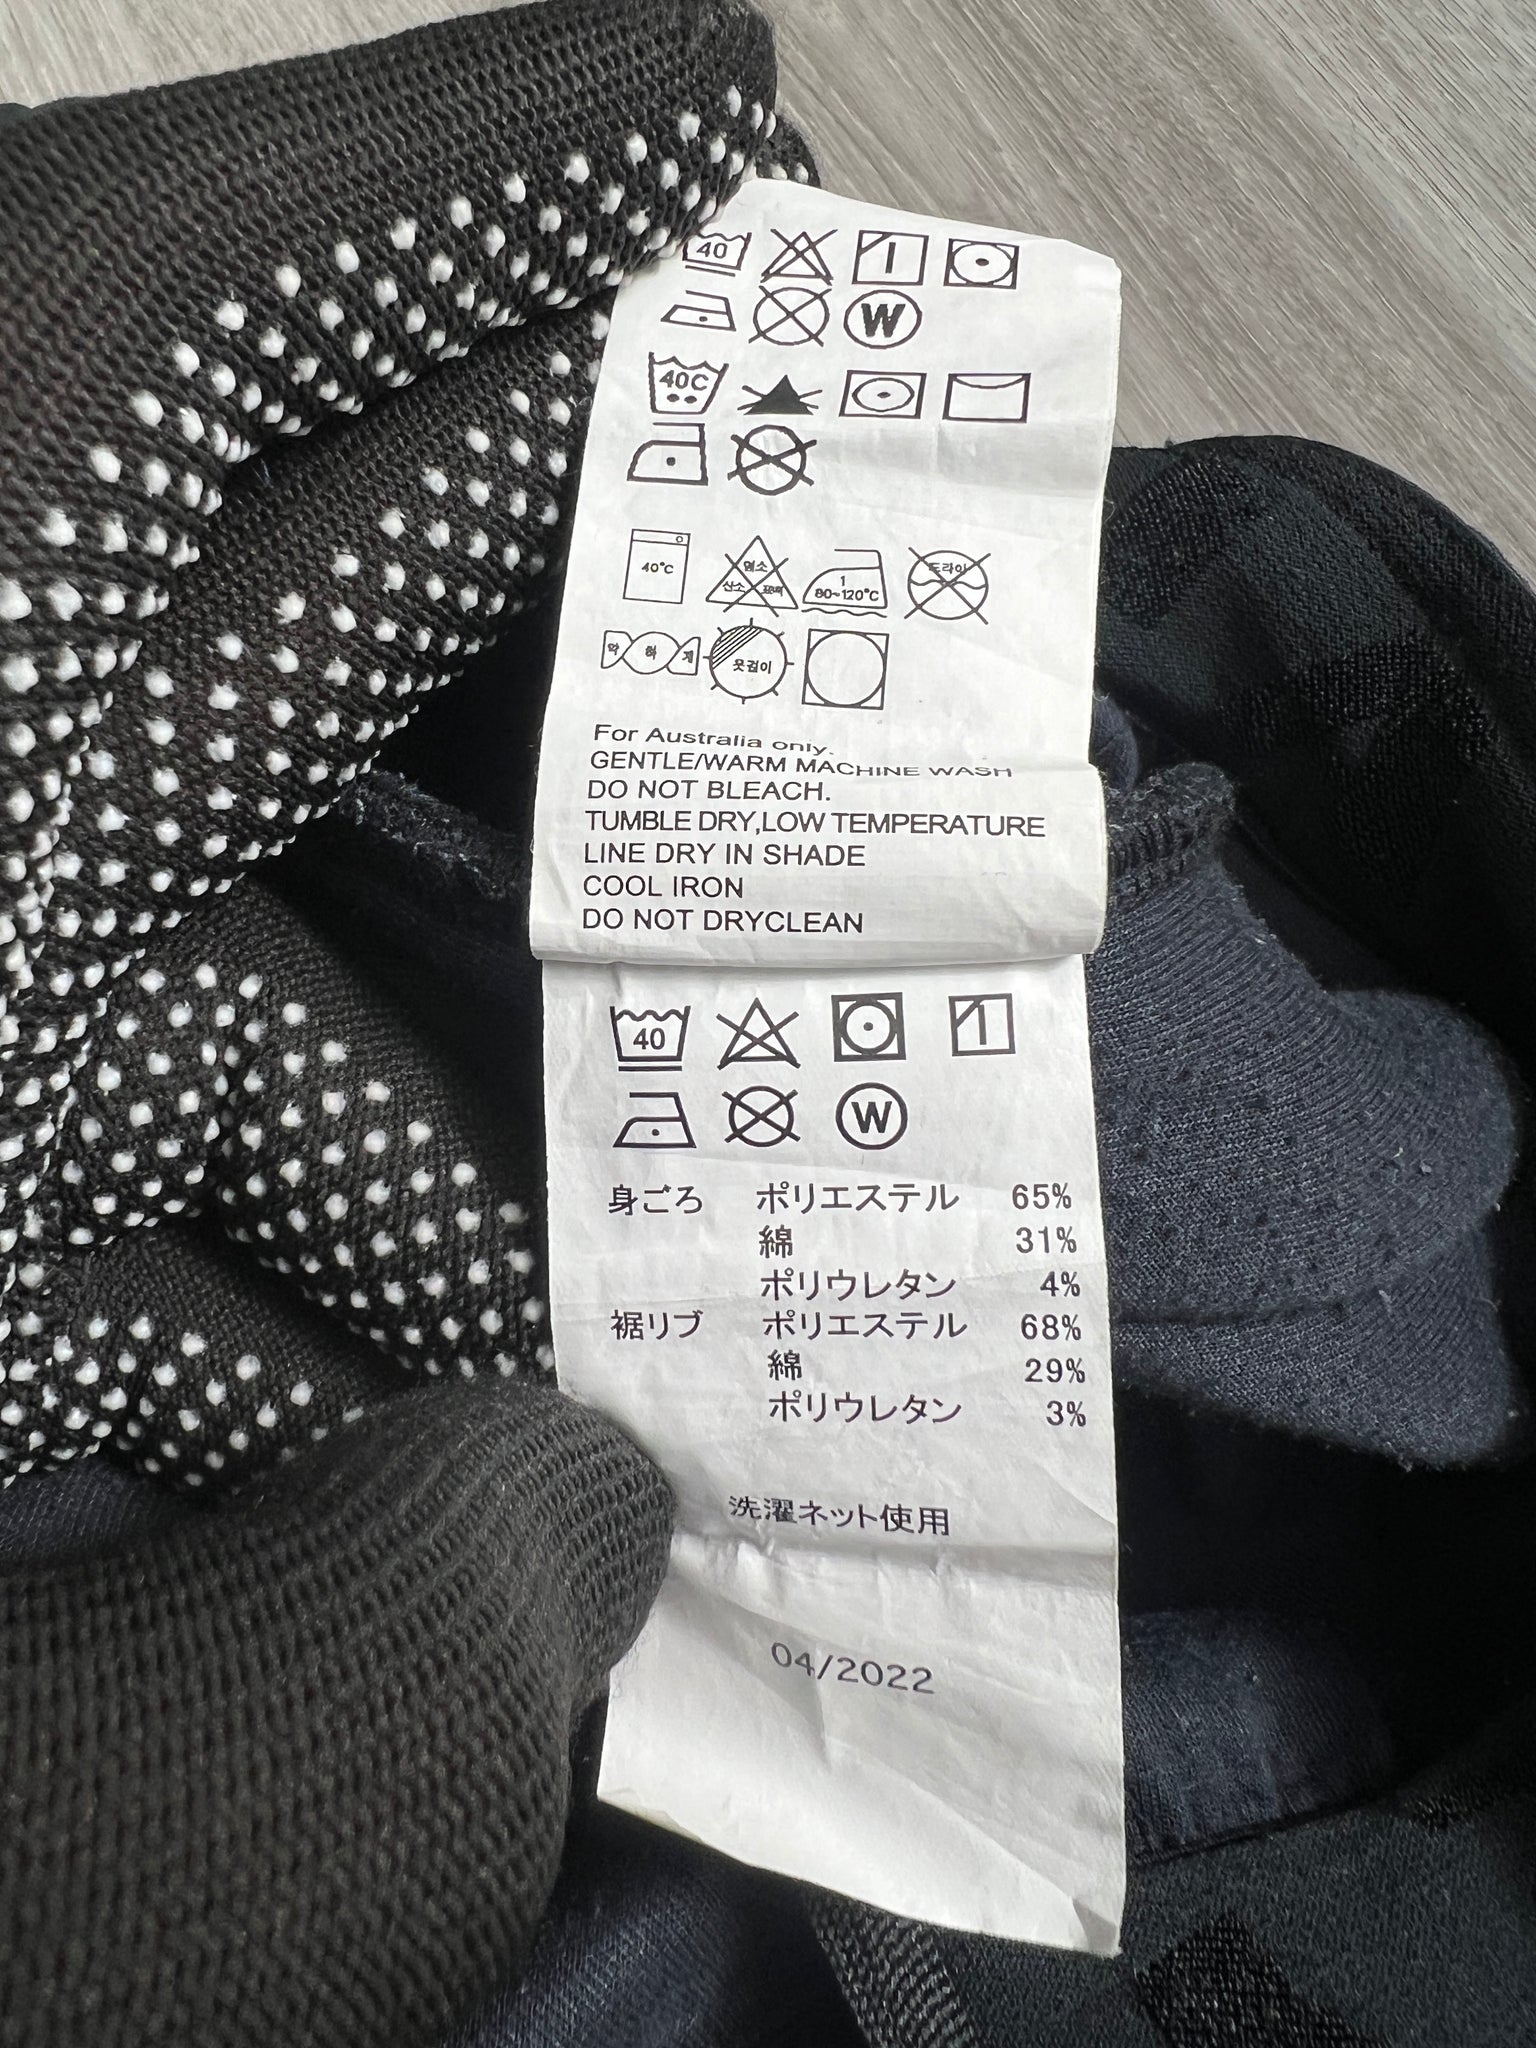 40
W
40C
40°C
염소
산소 표백
1
80~120°C
드라이
약 하 게
옷걸이
For Australia only.
GENTLE/WARM MACHINE WASH
DO NOT BLEACH.
TUMBLE DRY,LOW TEMPERATURE
LINE DRY IN SHADE
COOL IRON
DO NOT DRYCLEAN
40
W
身ごろ ポリエステル 65%
綿 31%
ポリウレタン 4%
裾リブ ポリエステル 68%
綿 29%
ポリウレタン 3%
洗濯ネット使用
04/2022